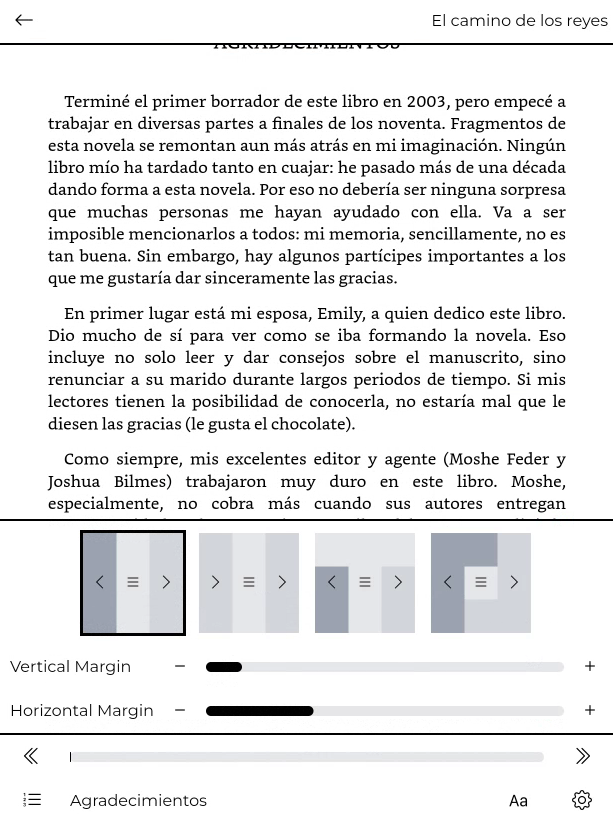 El camino de los reyes
AGRADECIMIENTOS
Terminé el primer borrador de este libro en 2003, pero empecé a
trabajar en diversas partes a finales de los noventa. Fragmentos de
esta novela se remontan aun más atrás en mi imaginación. Ningún
libro mío ha tardado tanto en cuajar: he pasado más de una década
dando forma a esta novela. Por eso no debería ser ninguna sorpresa
que muchas personas me hayan ayudado con ella. Va a ser
imposible mencionarlos a todos: mi memoria, sencillamente, no es
tan buena. Sin embargo, hay algunos partícipes importantes a los
que me gustaría dar sinceramente las gracias.
En primer lugar está mi esposa, Emily, a quien dedico este libro.
Dio mucho de sí para ver como se iba formando la novela. Eso
incluye no solo leer y dar consejos sobre el manuscrito, sino
renunciar a su marido durante largos periodos de tiempo. Si mis
lectores tienen la posibilidad de conocerla, no estaría mal que le
diesen las gracias (le gusta el chocolate).
Como siempre, mis excelentes editor y agente (Moshe Feder y
Joshua Bilmes) trabajaron muy duro en este libro. Moshe,
especialmente, no cobra más cuando sus autores entregan
Vertical Margin − +
Horizontal Margin − +
Agradecimientos Aa